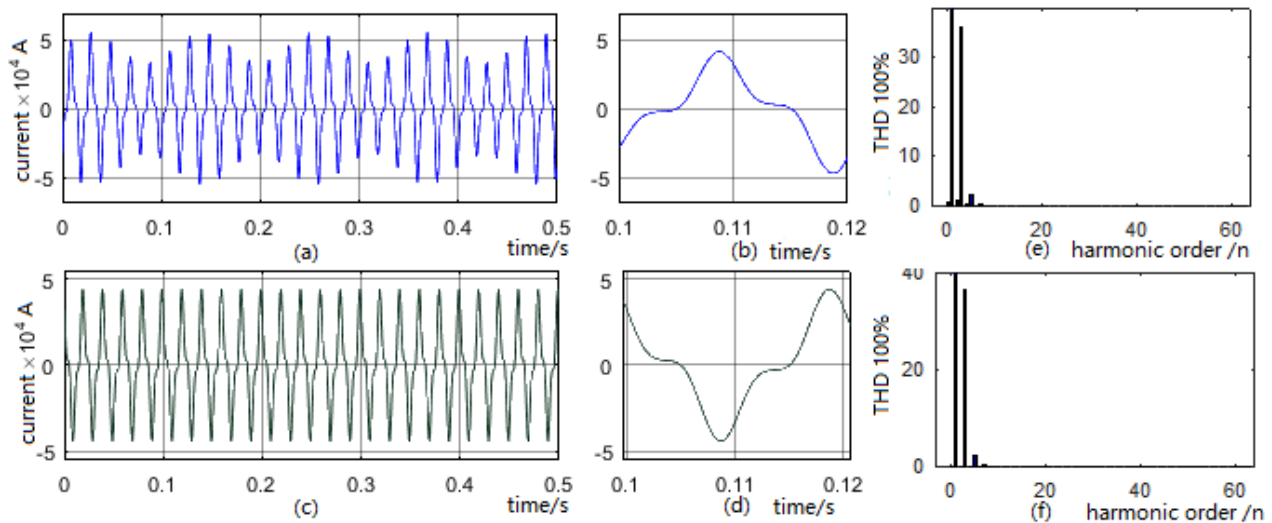 current × 10⁴ A
5
0
-5
0 0.1 0.2 0.3 0.4 0.5
(a) time/s
0.1 0.11 0.12
5
0
-5
(b) time/s
THD 100%
30
20
10
0
0 20 40 60
(e) harmonic order /n
current × 10⁴ A
5
0
-5
0 0.1 0.2 0.3 0.4 0.5
(c) time/s
5
0
-5
0.1 0.11 0.12
(d) time/s
THD 100%
40
20
0
0 20 40 60
(f) harmonic order /n